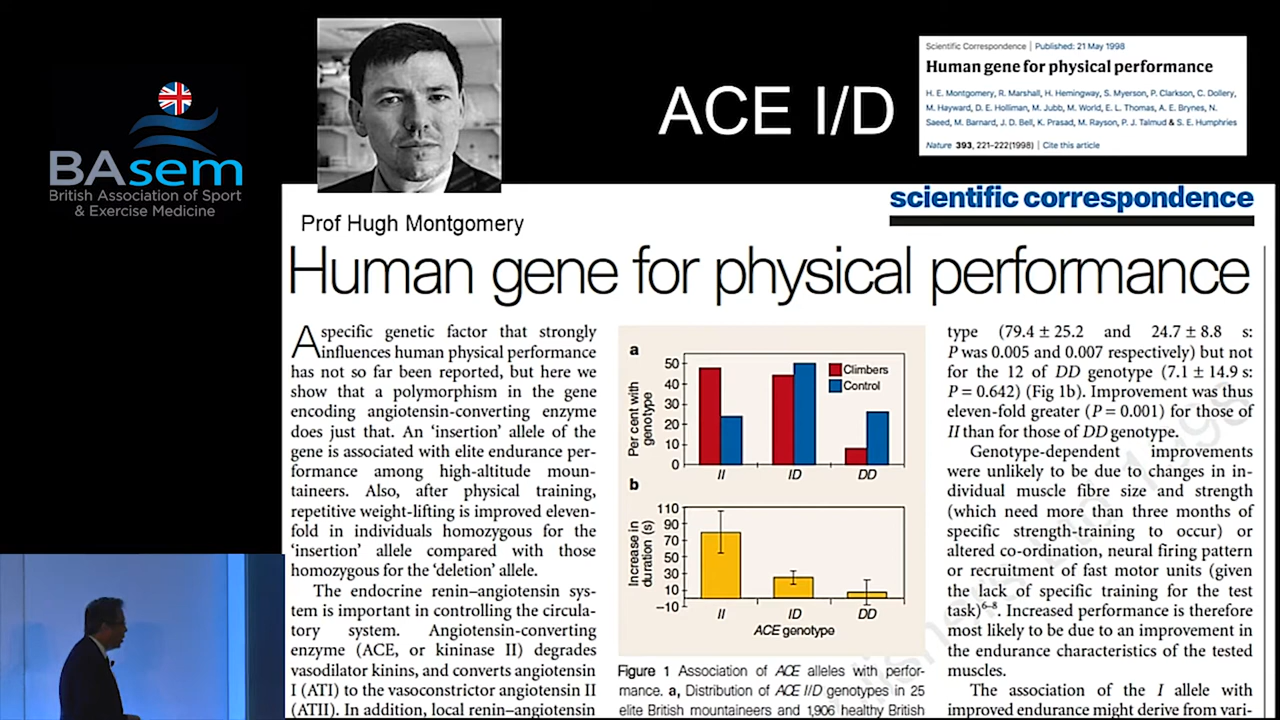 BAsem
British Association of Sport
& Exercise Medicine
ACE I/D
Scientific Correspondence | Published: 21 May 1998
Human gene for physical performance
H. E. Montgomery, R. Marshall, H. Hemingway, S. Myerson, P. Clarkson, C. Dollery,
M. Hayward, D. E. Holliman, M. Jubb, M. World, E. L. Thomas, A. E. Brynes, N.
Saeed, M. Barnard, J. D. Bell, K. Prasad, M. Rayson, P. J. Talmud & S. E. Humphries
Nature 393, 221–222(1998) | Cite this article
Prof Hugh Montgomery
scientific correspondence
Human gene for physical performance
A specific genetic factor that strongly
influences human physical performance
has not so far been reported, but here we
show that a polymorphism in the gene
encoding angiotensin-converting enzyme
does just that. An ‘insertion’ allele of the
gene is associated with elite endurance per-
formance among high-altitude moun-
taineers. Also, after physical training,
repetitive weight-lifting is improved eleven-
fold in individuals homozygous for the
‘insertion’ allele compared with those
homozygous for the ‘deletion’ allele.
The endocrine renin–angiotensin sys-
tem is important in controlling the circula-
tory system. Angiotensin-converting
enzyme (ACE, or kininase II) degrades
vasodilator kinins, and converts angiotensin
I (ATI) to the vasoconstrictor angiotensin II
(ATII). In addition, local renin–angiotensin
a
Per cent with
genotype
50
40
30
20
10
0
Climbers
Control
II ID DD
b
Increase in
duration (s)
110
90
70
50
30
10
–10
II ID DD
ACE genotype
Figure 1 Association of ACE alleles with perfor-
mance. a, Distribution of ACE I/D genotypes in 25
elite British mountaineers and 1,906 healthy British
type (79.4 ± 25.2 and 24.7 ± 8.8 s:
P was 0.005 and 0.007 respectively) but not
for the 12 of DD genotype (7.1 ± 14.9 s:
P = 0.642) (Fig 1b). Improvement was thus
eleven-fold greater (P = 0.001) for those of
II than for those of DD genotype.
Genotype-dependent improvements
were unlikely to be due to changes in in-
dividual muscle fibre size and strength
(which need more than three months of
specific strength-training to occur) or
altered co-ordination, neural firing pattern
or recruitment of fast motor units (given
the lack of specific training for the test
task)6–8. Increased performance is therefore
most likely to be due to an improvement in
the endurance characteristics of the tested
muscles.
The association of the I allele with
improved endurance might derive from vari-